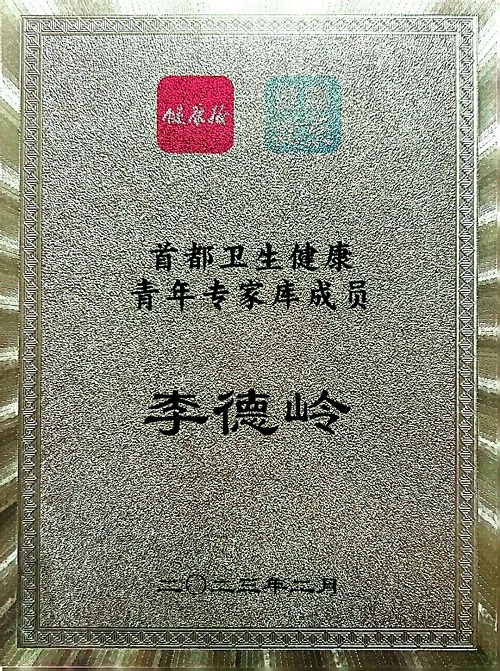 健康报
首都卫生健康
青年专家库成员
李德岭
二〇二三年二月